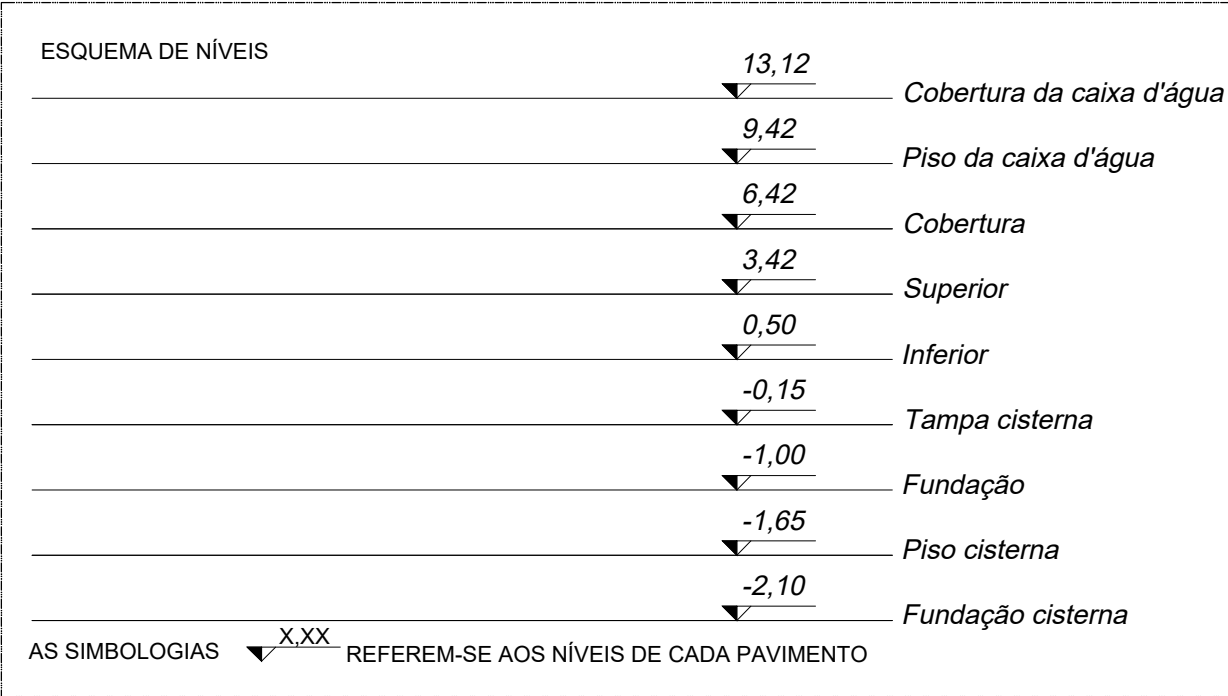 ESQUEMA DE NÍVEIS
13,12
Cobertura da caixa d'água
9,42
Piso da caixa d'água
6,42
Cobertura
3,42
Superior
0,50
Inferior
-0,15
Tampa cisterna
-1,00
Fundação
-1,65
Piso cisterna
-2,10
Fundação cisterna
AS SIMBOLOGIAS X,XX REFEREM-SE AOS NÍVEIS DE CADA PAVIMENTO